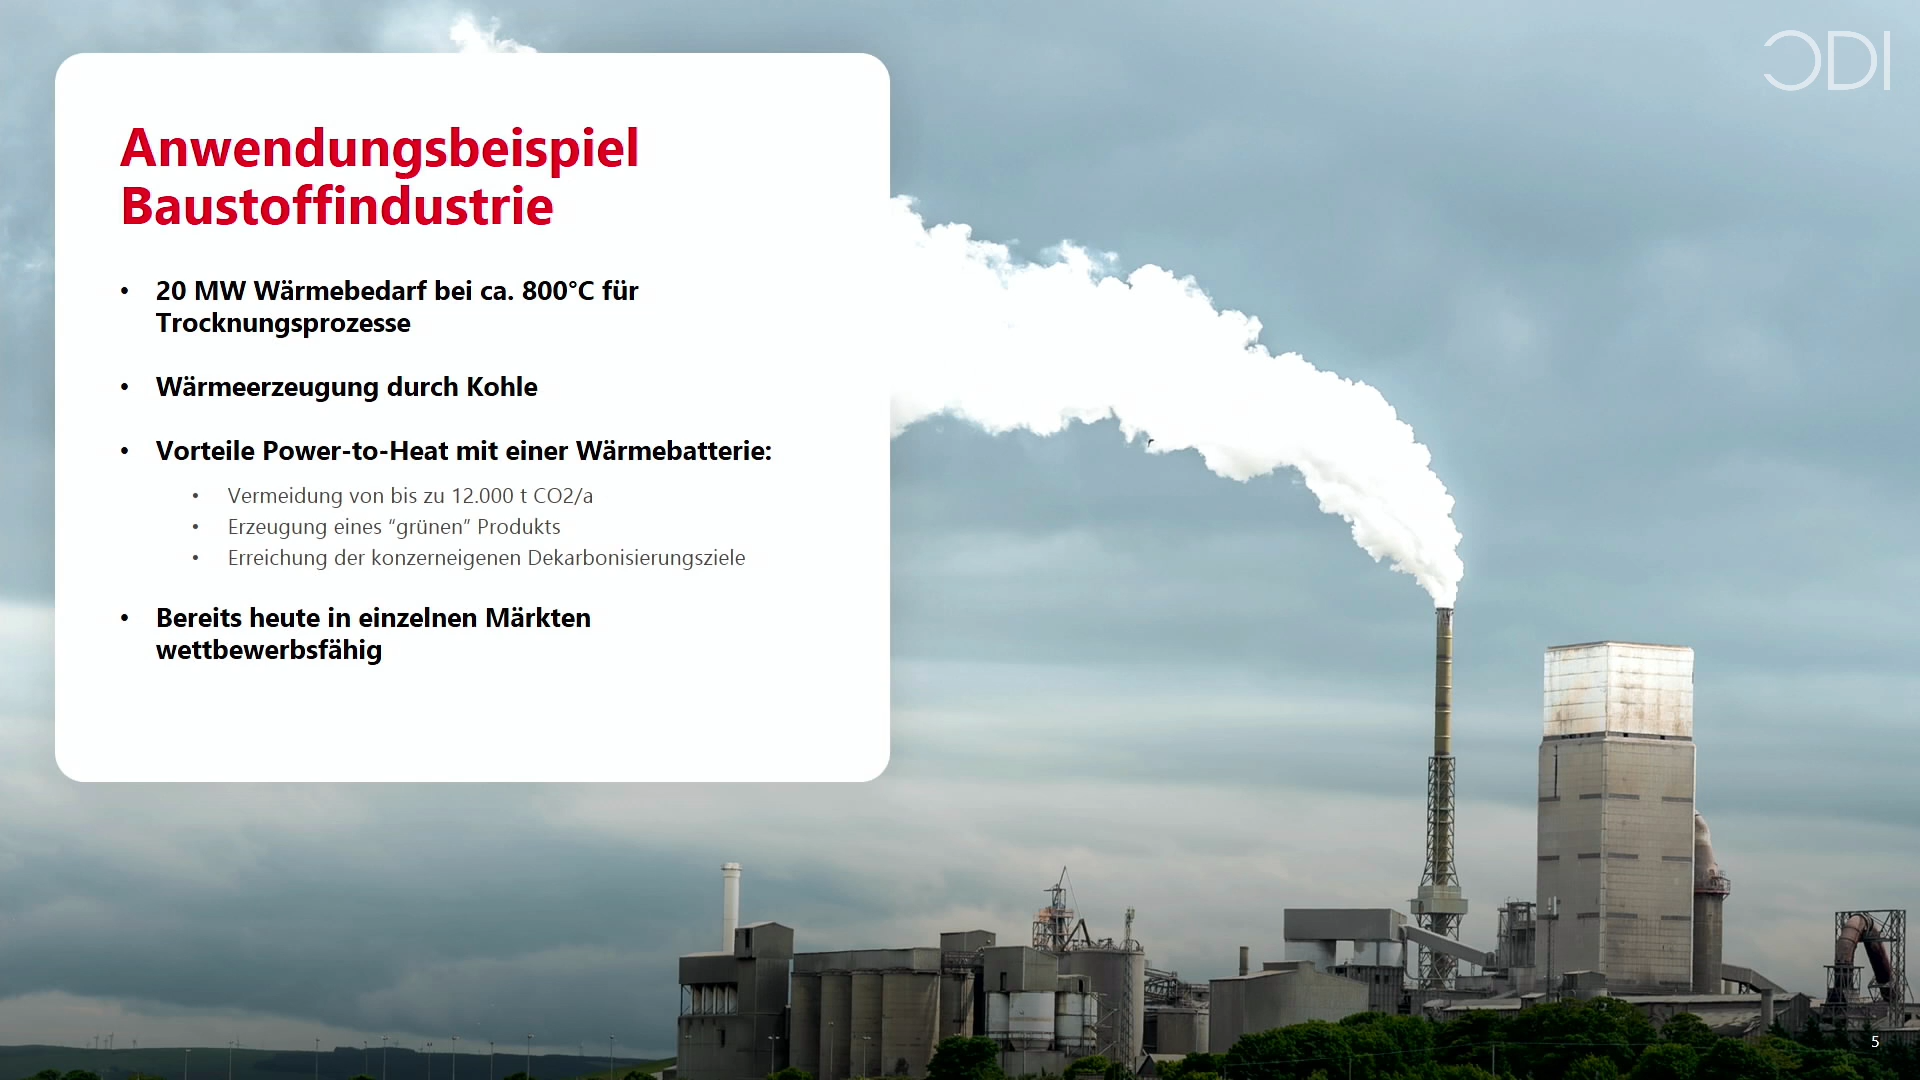 ODI
Anwendungsbeispiel
Baustoffindustrie
• 20 MW Wärmebedarf bei ca. 800°C für
Trocknungsprozesse
• Wärmeerzeugung durch Kohle
• Vorteile Power-to-Heat mit einer Wärmebatterie:
• Vermeidung von bis zu 12.000 t CO2/a
• Erzeugung eines “grünen” Produkts
• Erreichung der konzerneigenen Dekarbonisierungsziele
• Bereits heute in einzelnen Märkten
wettbewerbsfähig
5